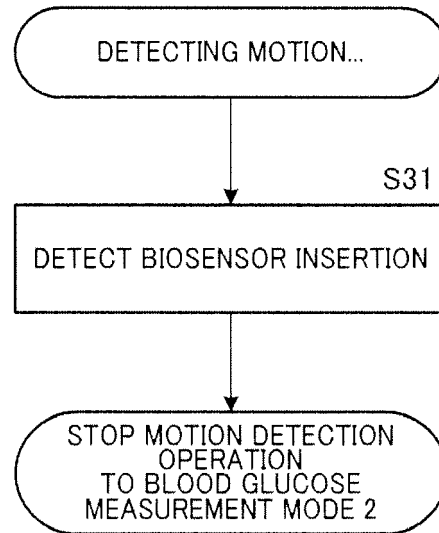 DETECTING MOTION...
S31
DETECT BIOSENSOR INSERTION
STOP MOTION DETECTION
OPERATION
TO BLOOD GLUCOSE
MEASUREMENT MODE 2